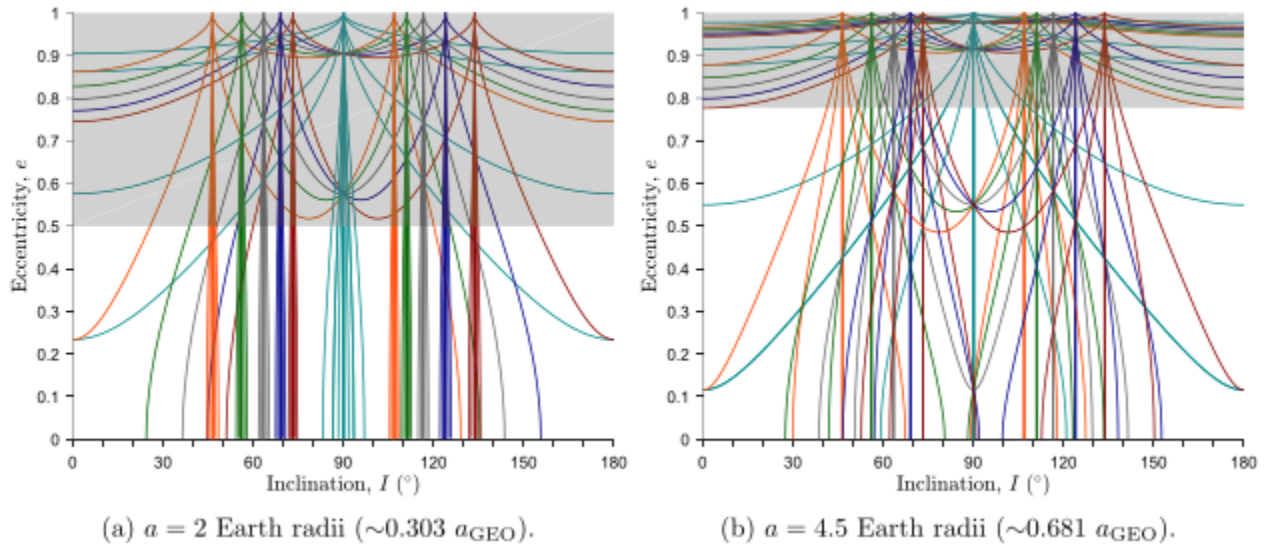 1
0.9
0.8
0.7
0.6
0.5
0.4
0.3
0.2
0.1
0
Eccentricity, e
0 30 60 90 120 150 180
Inclination, I (°)
(a) a = 2 Earth radii (∼0.303 a_GEO).
1
0.9
0.8
0.7
0.6
0.5
0.4
0.3
0.2
0.1
0
Eccentricity, e
0 30 60 90 120 150 180
Inclination, I (°)
(b) a = 4.5 Earth radii (∼0.681 a_GEO).